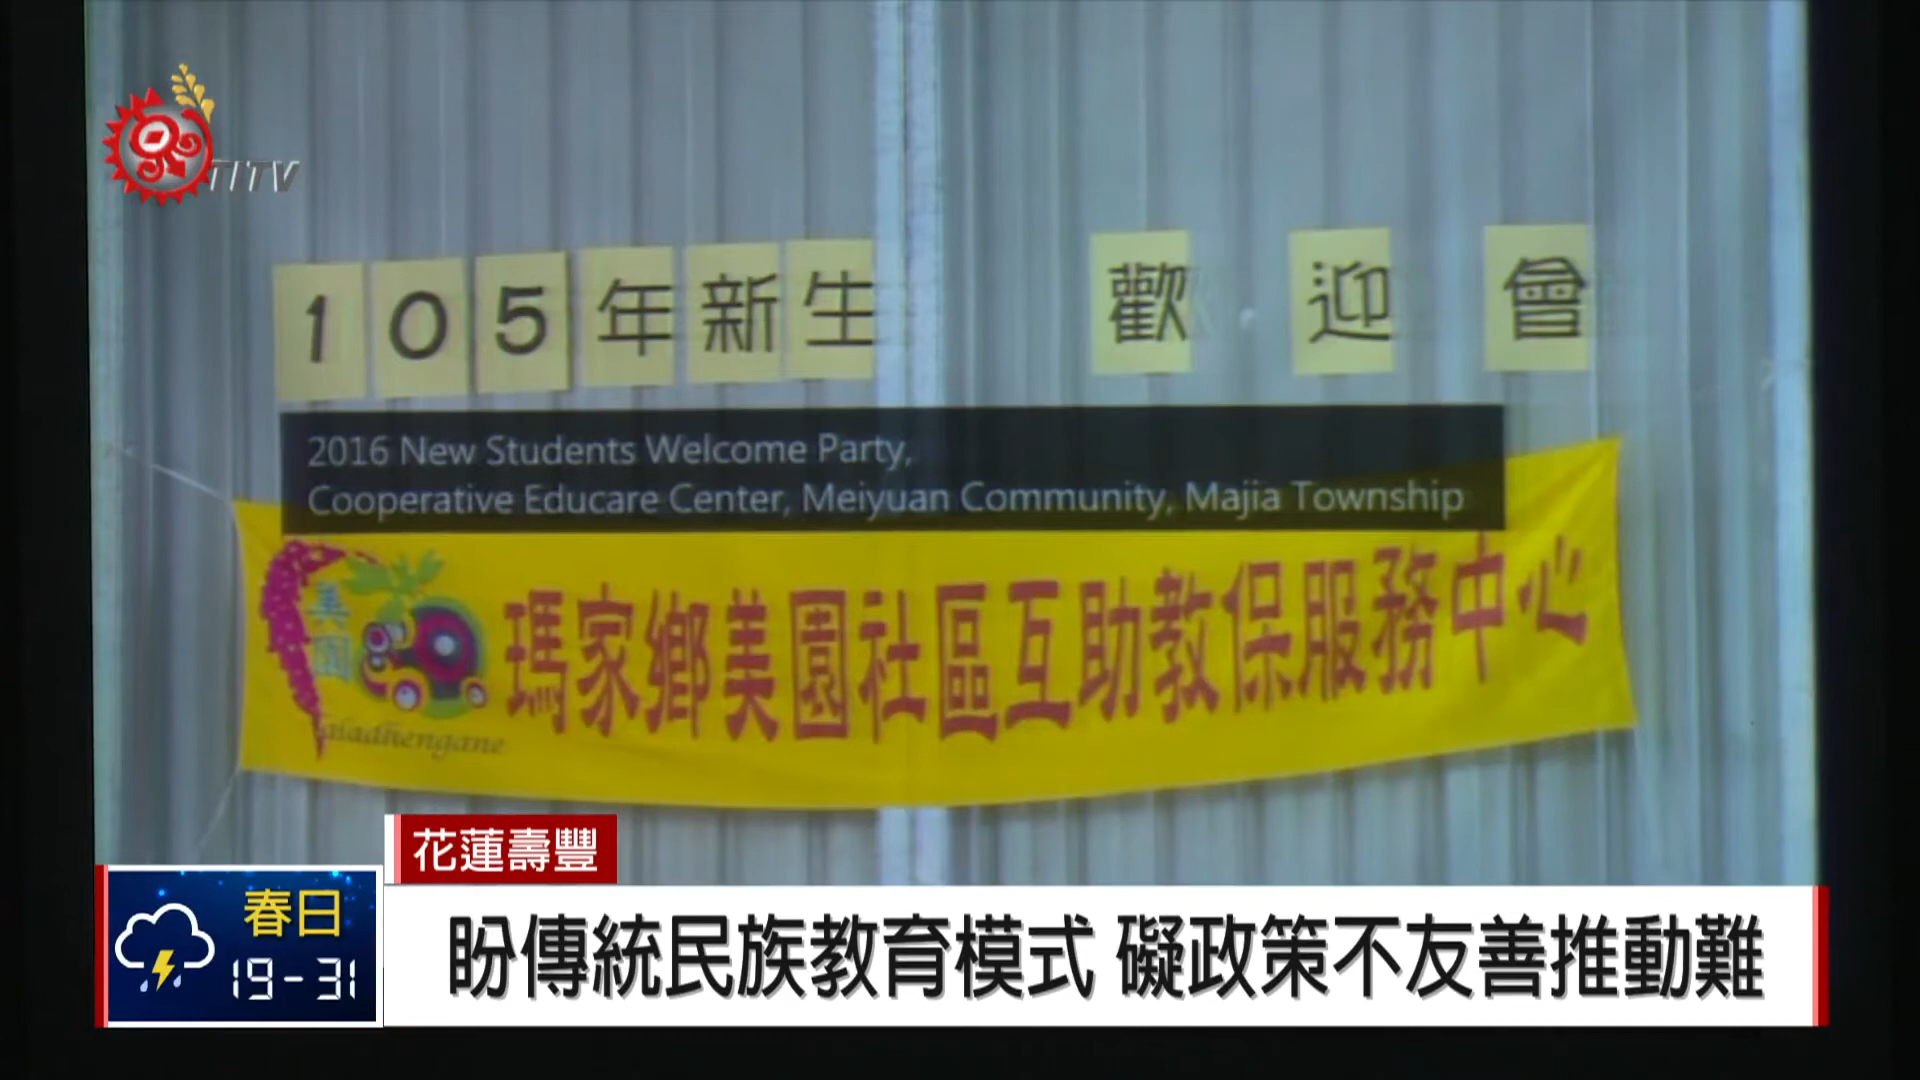 TITV
105年新生 歡迎會
2016 New Students Welcome Party,
Cooperative Educare Center, Meiyuan Community, Majia Township
美園
瑪家鄉美園社區互助教保服務中心
花蓮壽豐
春日
19-31
盼傳統民族教育模式 礙政策不友善推動難